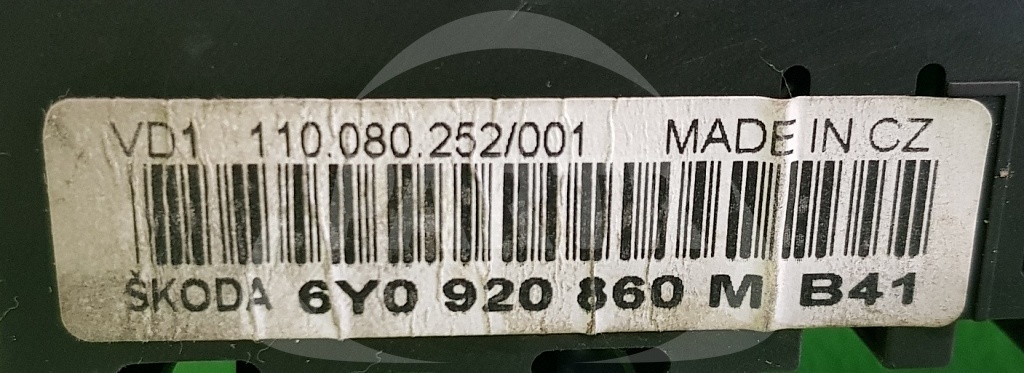 VD1 110.080.252/001 MADE IN CZ
ŠKODA 6Y0 920 860 M B41